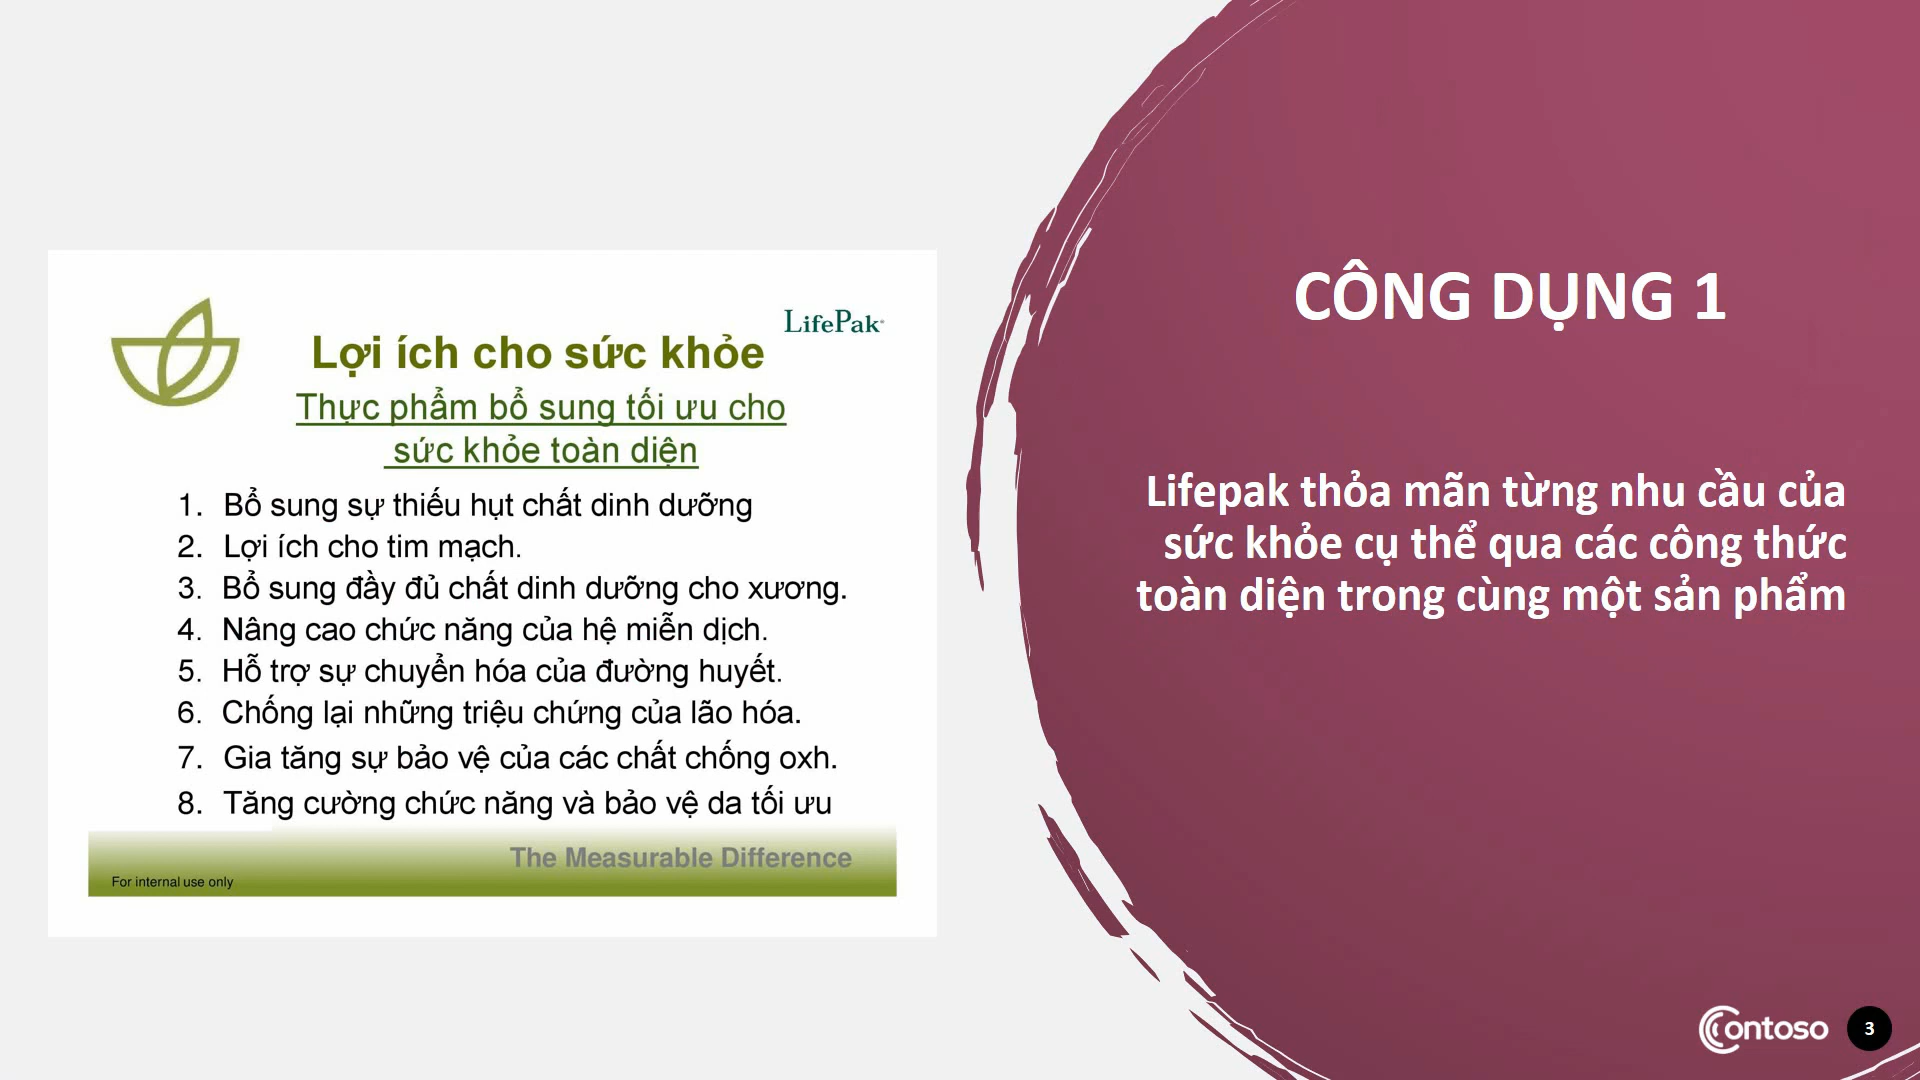 LifePak®
Lợi ích cho sức khỏe
Thực phẩm bổ sung tối ưu cho
sức khỏe toàn diện
1. Bổ sung sự thiếu hụt chất dinh dưỡng
2. Lợi ích cho tim mạch.
3. Bổ sung đầy đủ chất dinh dưỡng cho xương.
4. Nâng cao chức năng của hệ miễn dịch.
5. Hỗ trợ sự chuyển hóa của đường huyết.
6. Chống lại những triệu chứng của lão hóa.
7. Gia tăng sự bảo vệ của các chất chống oxh.
8. Tăng cường chức năng và bảo vệ da tối ưu
The Measurable Difference
For internal use only
CÔNG DỤNG 1
Lifepak thỏa mãn từng nhu cầu của
sức khỏe cụ thể qua các công thức
toàn diện trong cùng một sản phẩm
Contoso
3